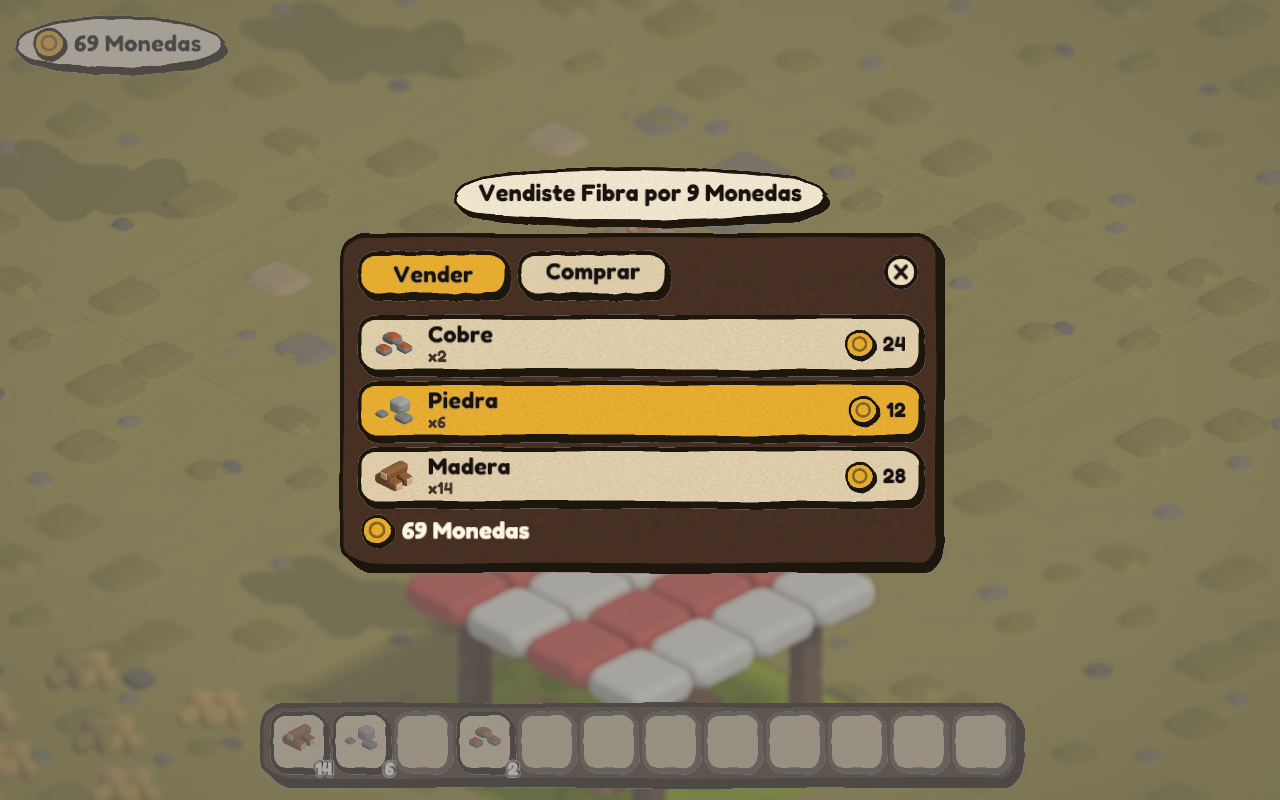 69 Monedas
Vendiste Fibra por 9 Monedas
Vender
Comprar
Cobre
x2
24
Piedra
x6
12
Madera
x14
28
69 Monedas
14
6
2